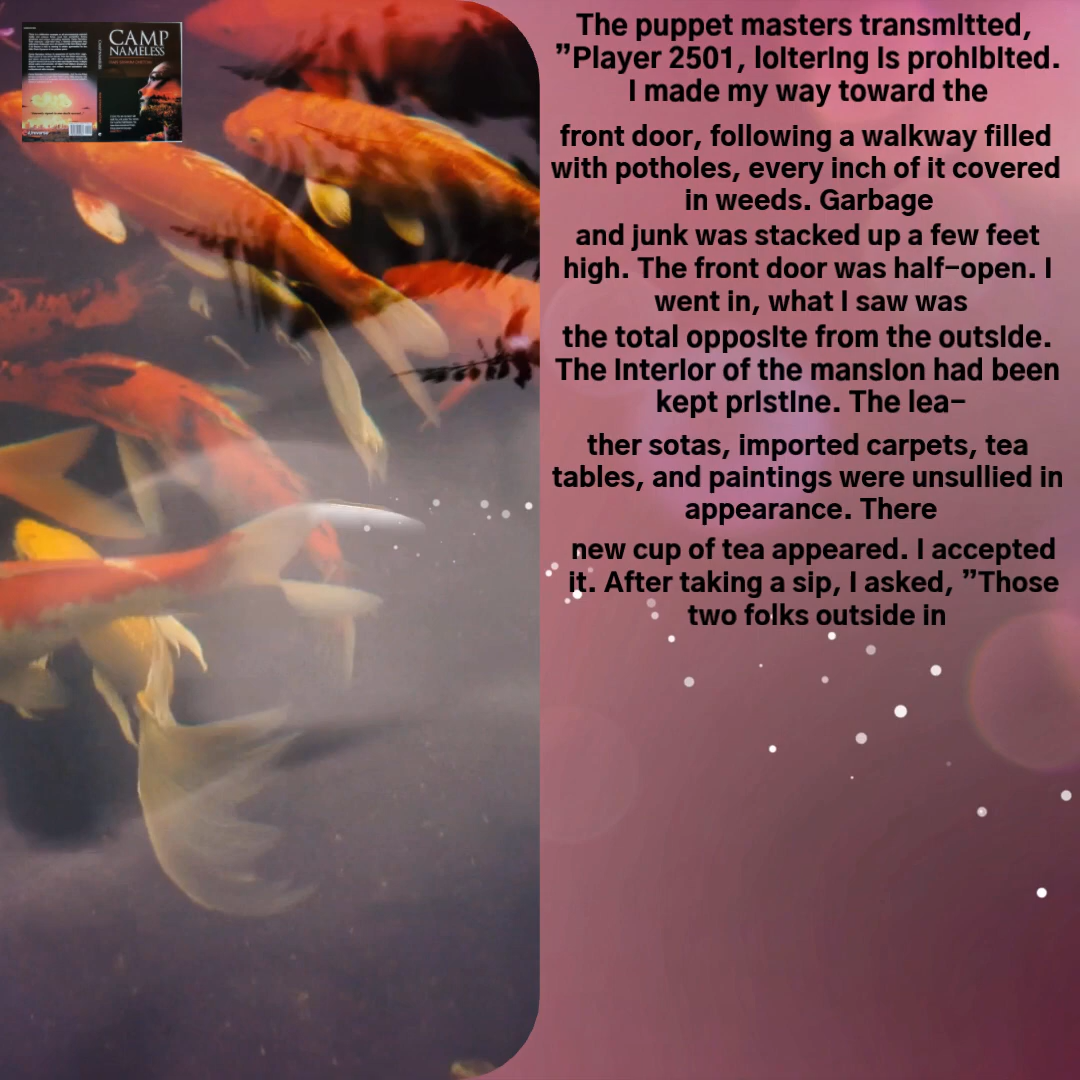 CAMP
NAMELESS
iUniverse
The puppet masters transmItted,
”Player 2501, loIterIng Is prohIbIted.
I made my way toward the
front door, following a walkway filled
with potholes, every inch of it covered
in weeds. Garbage
and junk was stacked up a few feet
high. The front door was half-open. I
went in, what I saw was
the total opposIte from the outsIde.
The InterIor of the mansIon had been
kept prIstIne. The lea-
ther sotas, imported carpets, tea
tables, and paintings were unsullied in
appearance. There
new cup of tea appeared. I accepted
it. After taking a sip, I asked, ”Those
two folks outside in